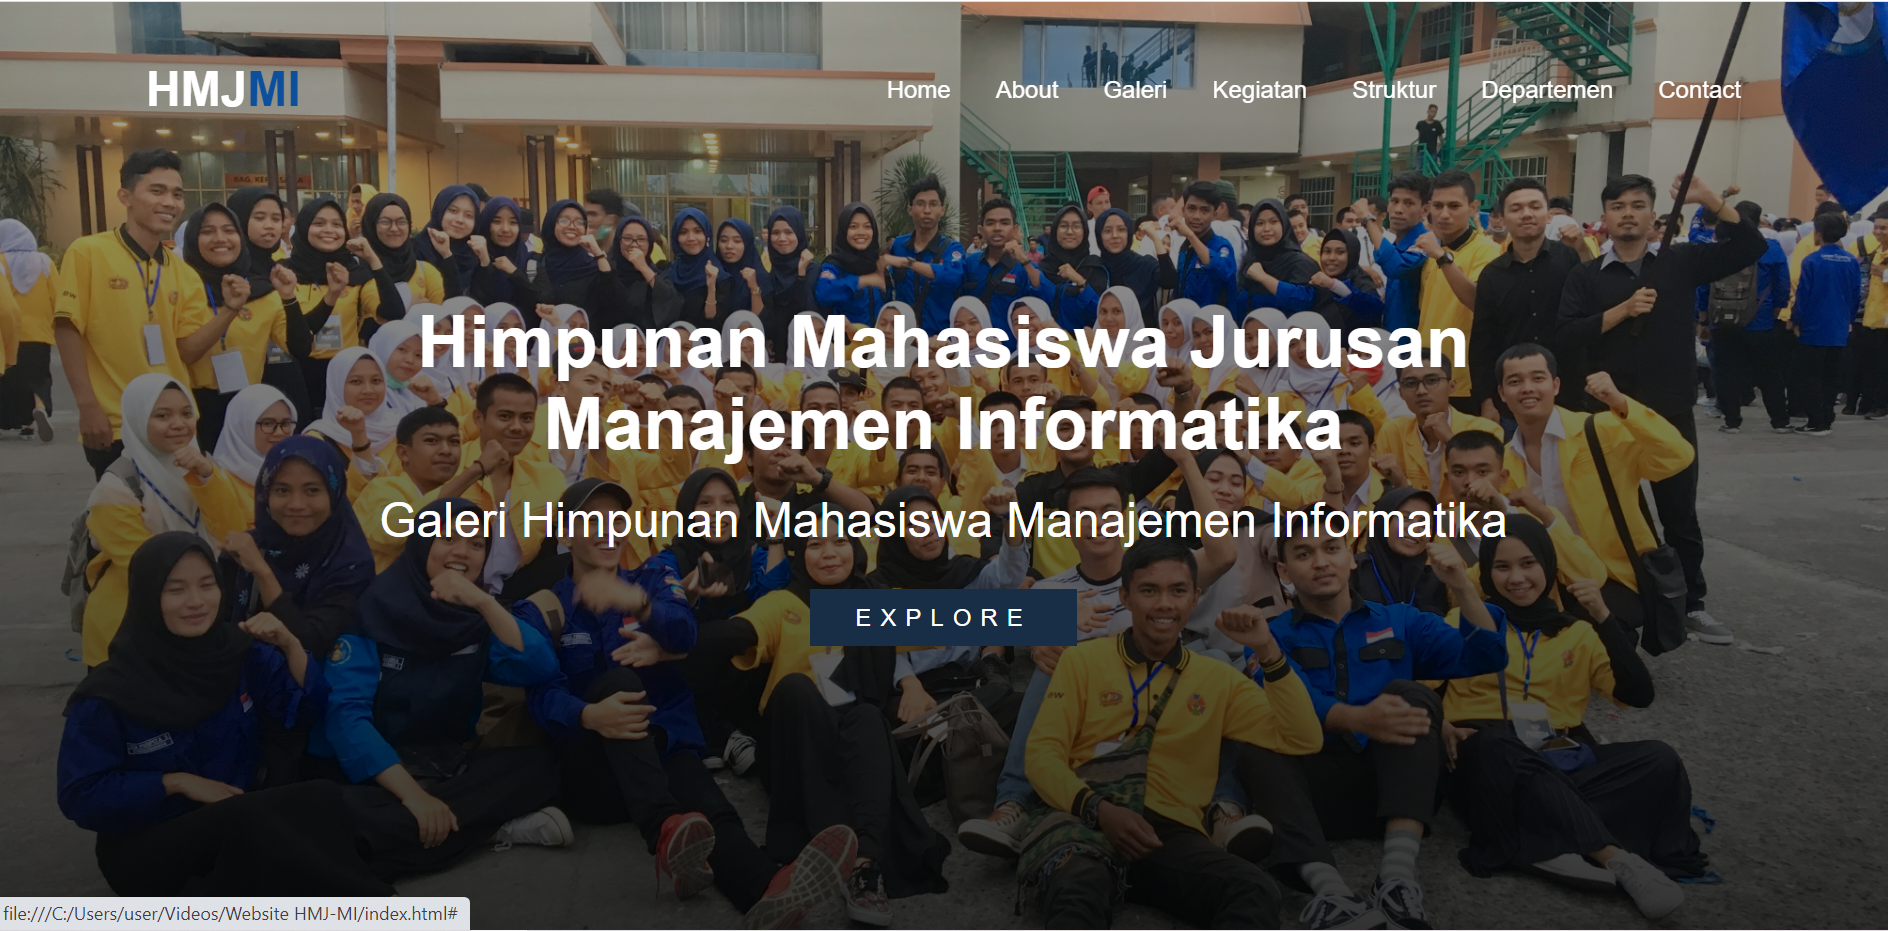 HMJMI
Home About Galeri Kegiatan Struktur Departemen Contact
Himpunan Mahasiswa Jurusan
Manajemen Informatika
Galeri Himpunan Mahasiswa Manajemen Informatika
EXPLORE
file:///C:/Users/user/Videos/Website HMJ-MI/index.html#